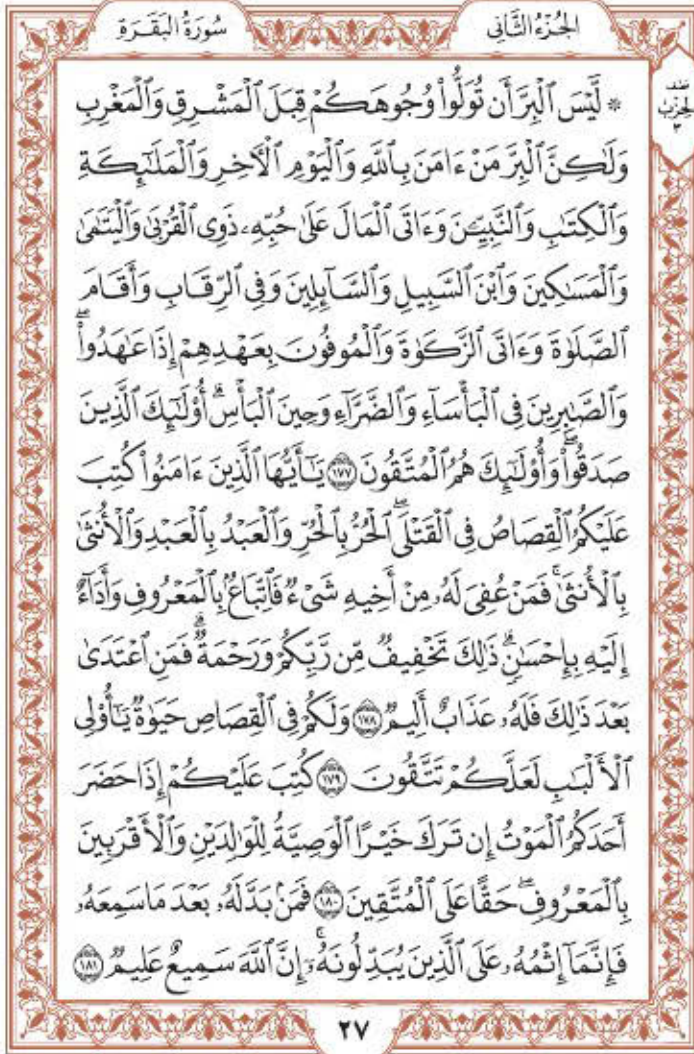 الجُزْءُ الثَّانِي
سُورَةُ البَقَرَةِ
نصف
الحزب
٣
* لَّيْسَ ٱلْبِرَّ أَن تُوَلُّوا۟ وُجُوهَكُمْ قِبَلَ ٱلْمَشْرِقِ وَٱلْمَغْرِبِ
وَلَٰكِنَّ ٱلْبِرَّ مَنْ ءَامَنَ بِٱللَّهِ وَٱلْيَوْمِ ٱلْءَاخِرِ وَٱلْمَلَٰٓئِكَةِ
وَٱلْكِتَٰبِ وَٱلنَّبِيِّۦنَ وَءَاتَى ٱلْمَالَ عَلَىٰ حُبِّهِۦ ذَوِى ٱلْقُرْبَىٰ وَٱلْيَتَٰمَىٰ
وَٱلْمَسَٰكِينَ وَٱبْنَ ٱلسَّبِيلِ وَٱلسَّآئِلِينَ وَفِى ٱلرِّقَابِ وَأَقَامَ
ٱلصَّلَوٰةَ وَءَاتَى ٱلزَّكَوٰةَ وَٱلْمُوفُونَ بِعَهْدِهِمْ إِذَا عَٰهَدُوا۟ۖ
وَٱلصَّٰبِرِينَ فِى ٱلْبَأْسَآءِ وَٱلضَّرَّآءِ وَحِينَ ٱلْبَأْسِۗ أُو۟لَٰٓئِكَ ٱلَّذِينَ
صَدَقُوا۟ۖ وَأُو۟لَٰٓئِكَ هُمُ ٱلْمُتَّقُونَ ١٧٧ يَٰٓأَيُّهَا ٱلَّذِينَ ءَامَنُوا۟ كُتِبَ
عَلَيْكُمُ ٱلْقِصَاصُ فِى ٱلْقَتْلَىۖ ٱلْحُرُّ بِٱلْحُرِّ وَٱلْعَبْدُ بِٱلْعَبْدِ وَٱلْأُنثَىٰ
بِٱلْأُنثَىٰۚ فَمَنْ عُفِىَ لَهُۥ مِنْ أَخِيهِ شَىْءٌ فَٱتِّبَاعٌۢ بِٱلْمَعْرُوفِ وَأَدَآءٌ
إِلَيْهِ بِإِحْسَٰنٍۗ ذَٰلِكَ تَخْفِيفٌ مِّن رَّبِّكُمْ وَرَحْمَةٌۗ فَمَنِ ٱعْتَدَىٰ
بَعْدَ ذَٰلِكَ فَلَهُۥ عَذَابٌ أَلِيمٌ ١٧٨ وَلَكُمْ فِى ٱلْقِصَاصِ حَيَوٰةٌ يَٰٓأُو۟لِى
ٱلْأَلْبَٰبِ لَعَلَّكُمْ تَتَّقُونَ ١٧٩ كُتِبَ عَلَيْكُمْ إِذَا حَضَرَ
أَحَدَكُمُ ٱلْمَوْتُ إِن تَرَكَ خَيْرًا ٱلْوَصِيَّةُ لِلْوَٰلِدَيْنِ وَٱلْأَقْرَبِينَ
بِٱلْمَعْرُوفِۖ حَقًّا عَلَى ٱلْمُتَّقِينَ ١٨٠ فَمَنۢ بَدَّلَهُۥ بَعْدَ مَا سَمِعَهُۥ
فَإِنَّمَآ إِثْمُهُۥ عَلَى ٱلَّذِينَ يُبَدِّلُونَهُۥٓۚ إِنَّ ٱللَّهَ سَمِيعٌ عَلِيمٌ ١٨١
٢٧